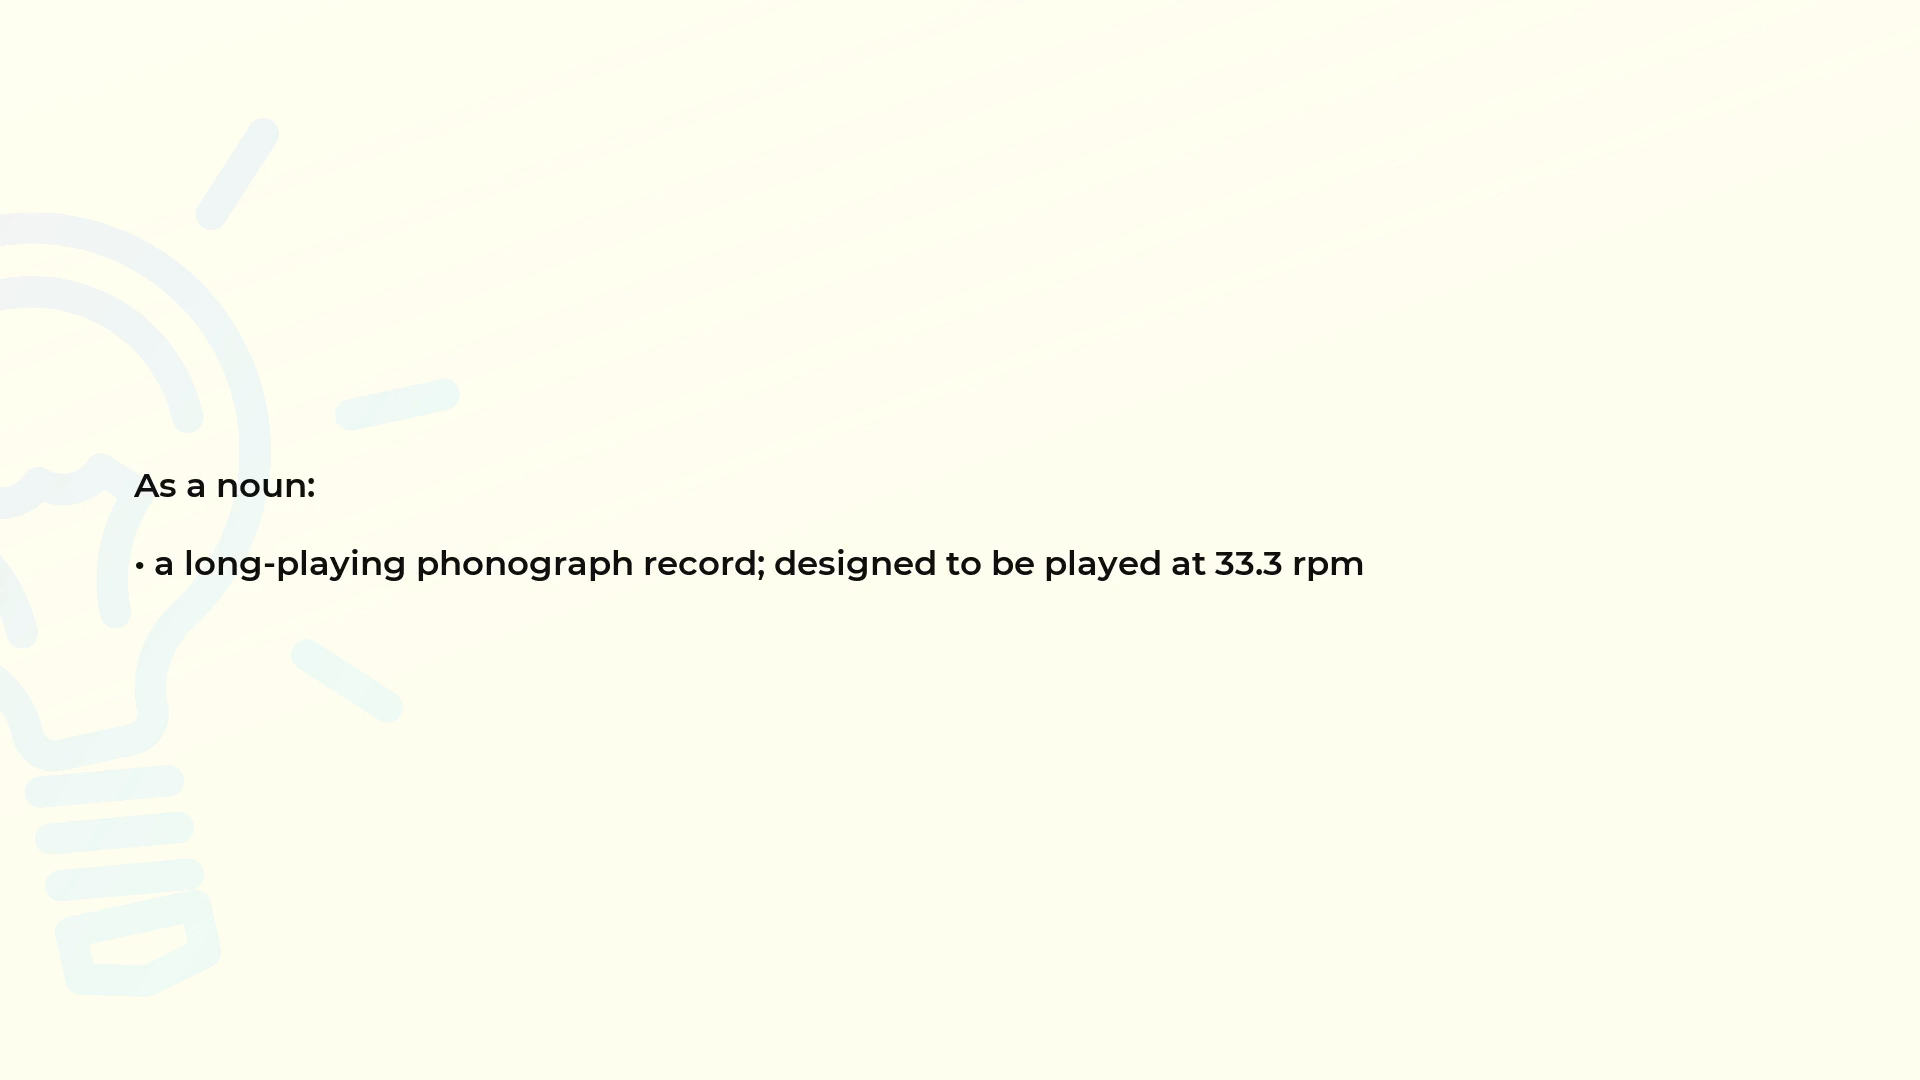 As a noun:
• a long-playing phonograph record; designed to be played at 33.3 rpm